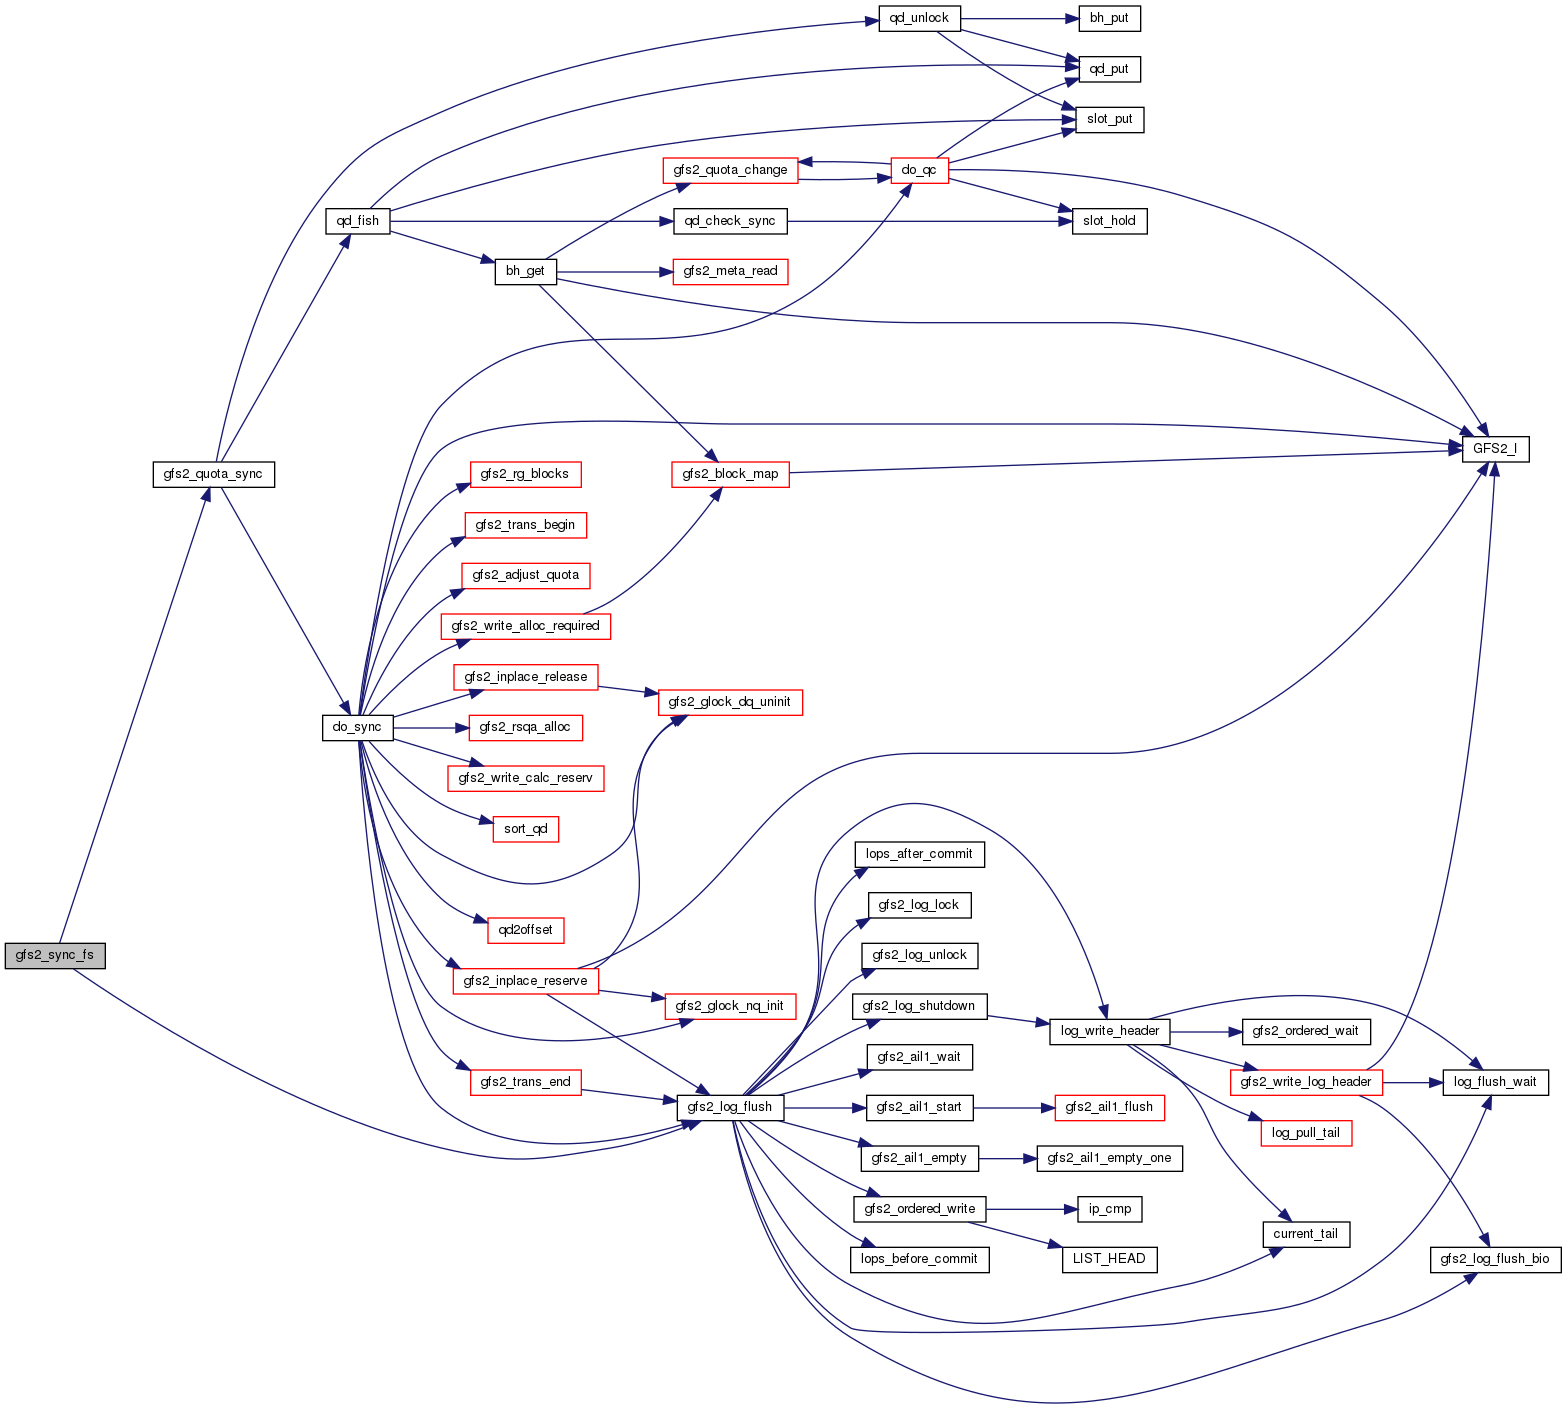 qd_unlock
bh_put
qd_put
slot_put
gfs2_quota_change
do_qc
qd_fish
qd_check_sync
slot_hold
bh_get
gfs2_meta_read
GFS2_I
gfs2_quota_sync
gfs2_rg_blocks
gfs2_block_map
gfs2_trans_begin
gfs2_adjust_quota
gfs2_write_alloc_required
gfs2_inplace_release
gfs2_glock_dq_uninit
do_sync
gfs2_rsqa_alloc
gfs2_write_calc_reserv
sort_qd
lops_after_commit
gfs2_log_lock
qd2offset
gfs2_sync_fs
gfs2_log_unlock
gfs2_inplace_reserve
gfs2_glock_nq_init
gfs2_log_shutdown
log_write_header
gfs2_ordered_wait
gfs2_ail1_wait
gfs2_trans_end
gfs2_write_log_header
log_flush_wait
gfs2_log_flush
gfs2_ail1_start
gfs2_ail1_flush
log_pull_tail
gfs2_ail1_empty
gfs2_ail1_empty_one
gfs2_ordered_write
ip_cmp
current_tail
lops_before_commit
LIST_HEAD
gfs2_log_flush_bio